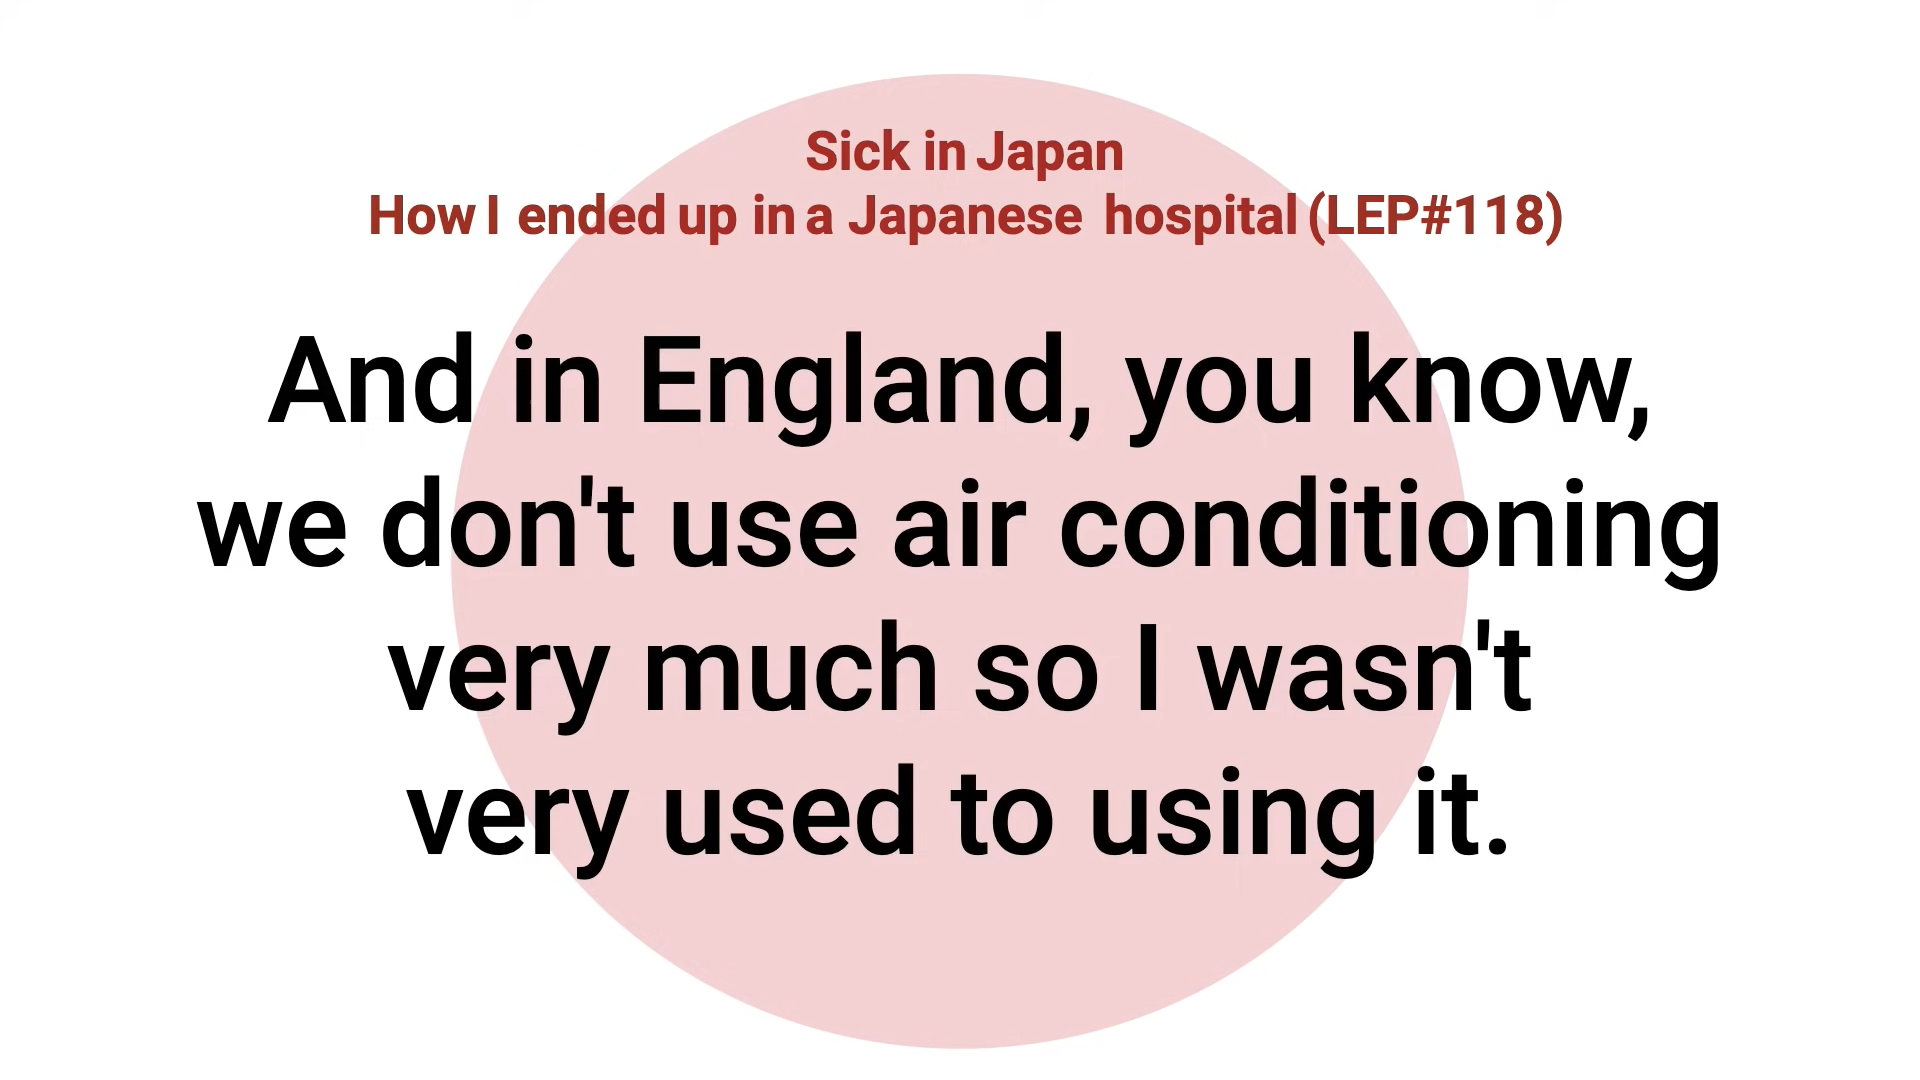 Sick in Japan
How I ended up in a Japanese hospital (LEP#118)
And in England, you know,
we don't use air conditioning
very much so I wasn't
very used to using it.